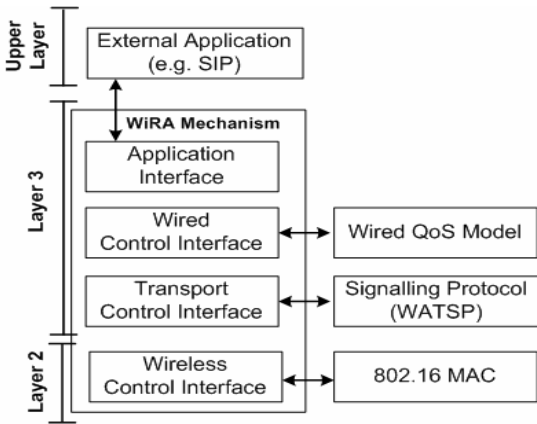 Upper
Layer
External Application
(e.g. SIP)
WiRA Mechanism
Layer 3
Application
Interface
Wired
Control Interface
Wired QoS Model
Transport
Control Interface
Signalling Protocol
(WATSP)
Layer 2
Wireless
Control Interface
802.16 MAC